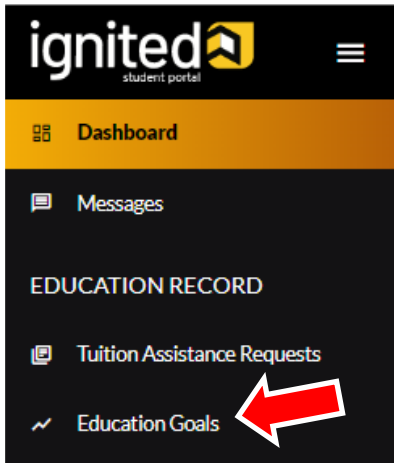 ignited
student portal
Dashboard
Messages
EDUCATION RECORD
Tuition Assistance Requests
Education Goals